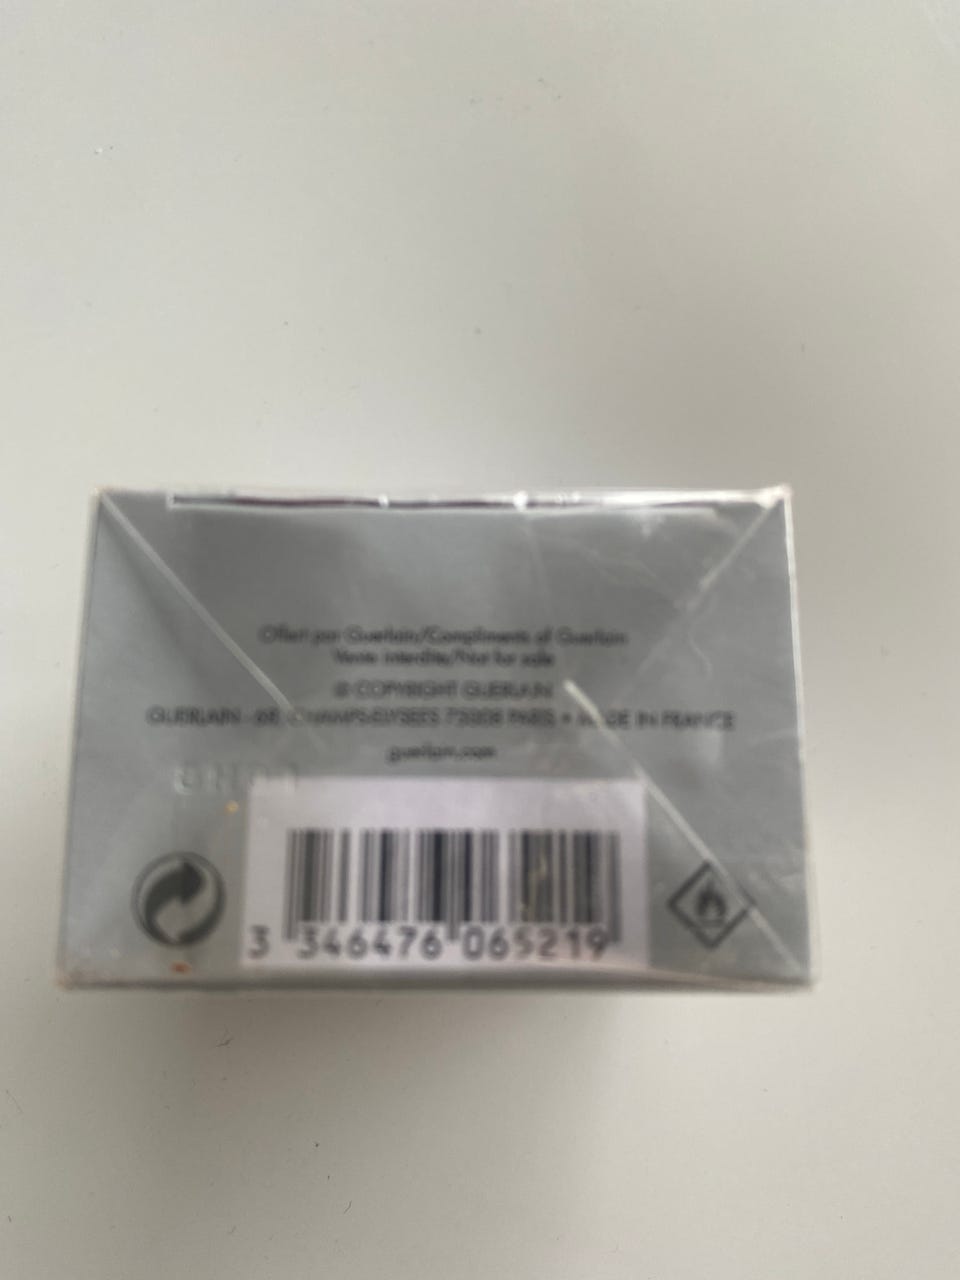 Offert par Guerlain/Compliments of Guerlain
Vente interdite/Not for sale
© COPYRIGHT GUERLAIN
GUERLAIN - 68, CHAMPS-ELYSEES 75008 PARIS • MADE IN FRANCE
guerlain.com
3 346476 065219